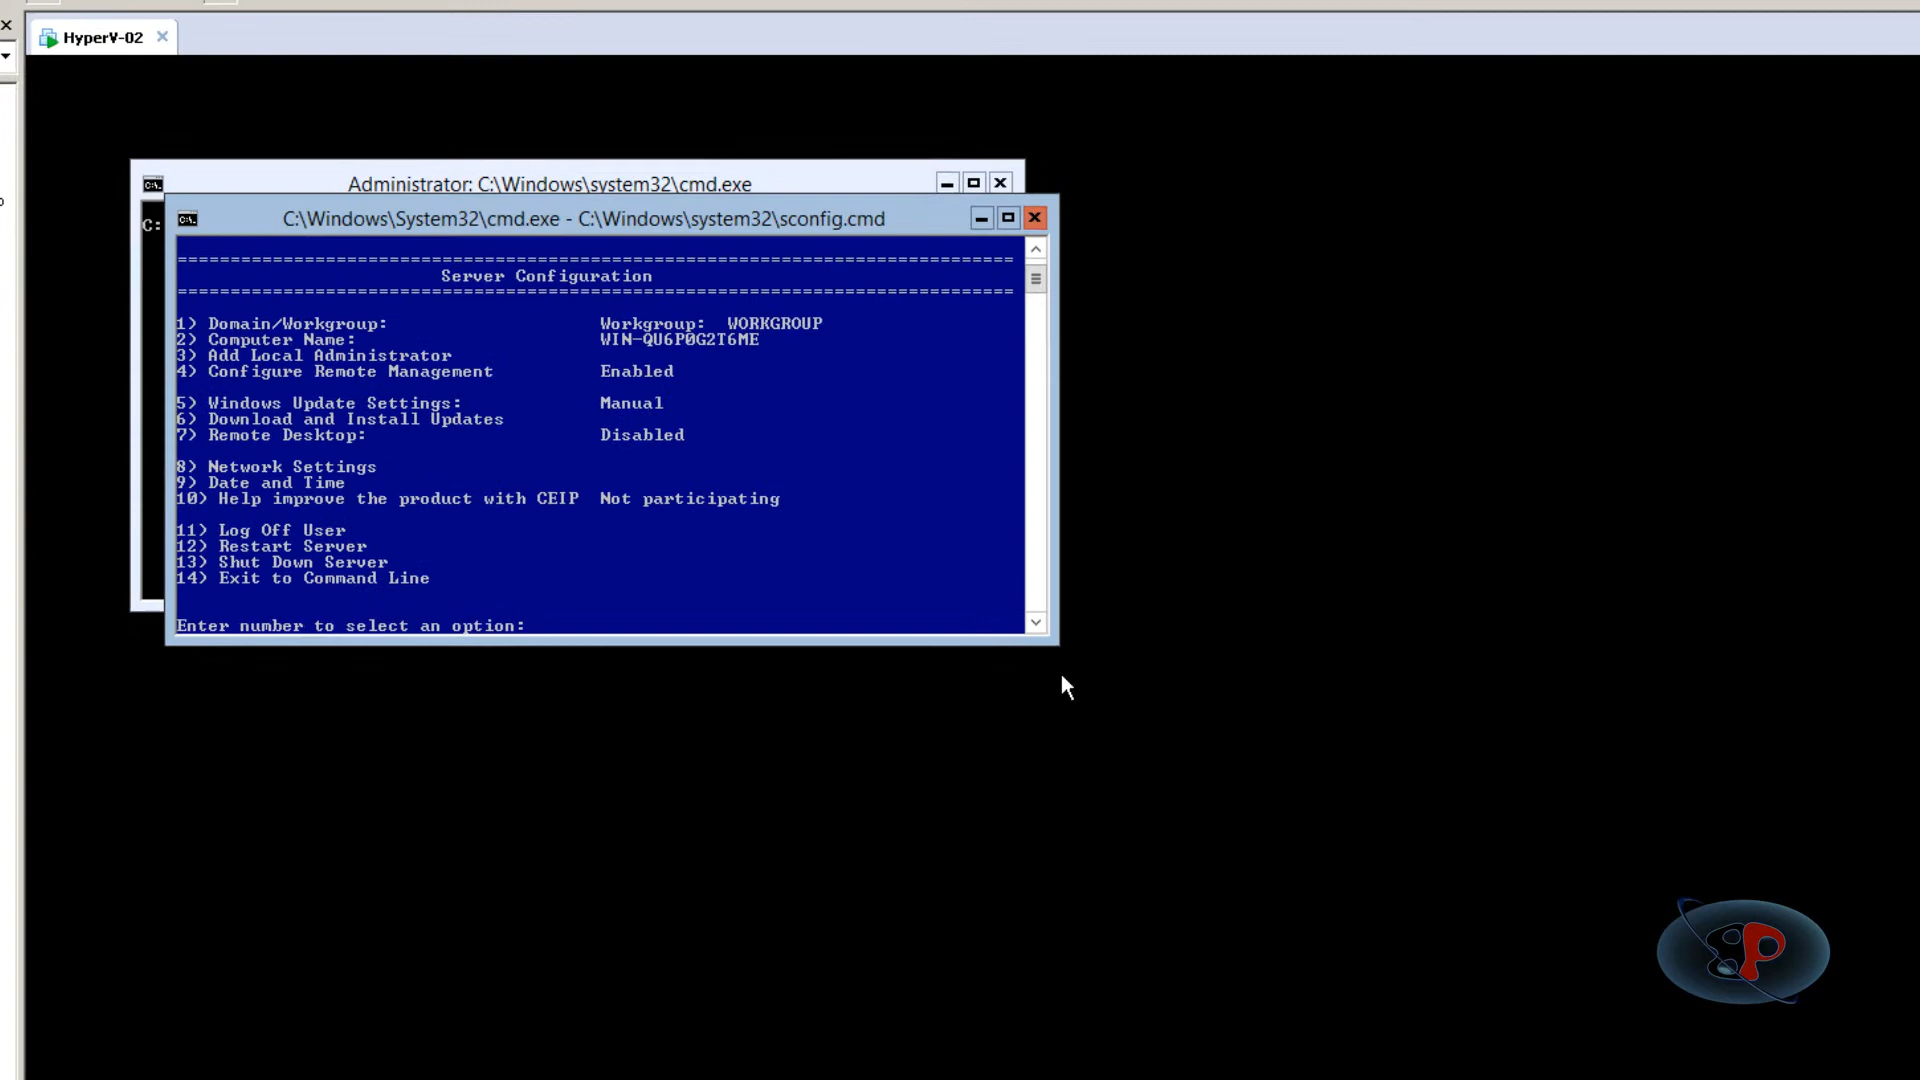 HyperV-02
Administrator: C:\Windows\system32\cmd.exe
C:
C:\Windows\System32\cmd.exe - C:\Windows\system32\sconfig.cmd
===============================================================================
Server Configuration
===============================================================================
1) Domain/Workgroup: Workgroup: WORKGROUP
2) Computer Name: WIN-QU6P0G2T6ME
3) Add Local Administrator
4) Configure Remote Management Enabled
5) Windows Update Settings: Manual
6) Download and Install Updates
7) Remote Desktop: Disabled
8) Network Settings
9) Date and Time
10) Help improve the product with CEIP Not participating
11) Log Off User
12) Restart Server
13) Shut Down Server
14) Exit to Command Line
Enter number to select an option: